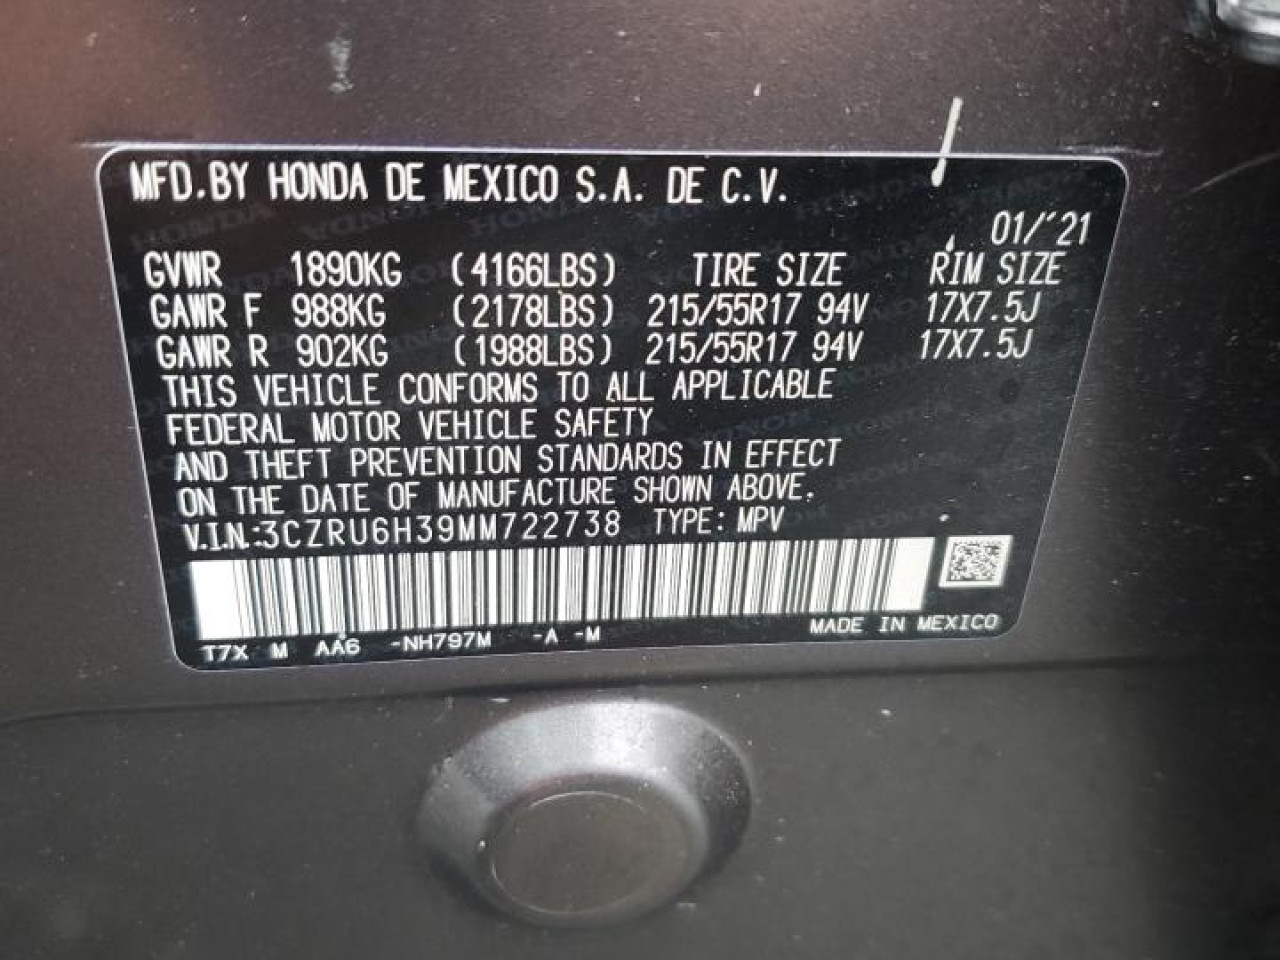 MFD.BY HONDA DE MEXICO S.A. DE C.V.
01/'21
GVWR 1890KG (4166LBS) TIRE SIZE RIM SIZE
GAWR F 988KG (2178LBS) 215/55R17 94V 17X7.5J
GAWR R 902KG (1988LBS) 215/55R17 94V 17X7.5J
THIS VEHICLE CONFORMS TO ALL APPLICABLE
FEDERAL MOTOR VEHICLE SAFETY
AND THEFT PREVENTION STANDARDS IN EFFECT
ON THE DATE OF MANUFACTURE SHOWN ABOVE.
V.I.N.:3CZRU6H39MM722738 TYPE: MPV
T7X M AA6 -NH797M -A -M MADE IN MEXICO